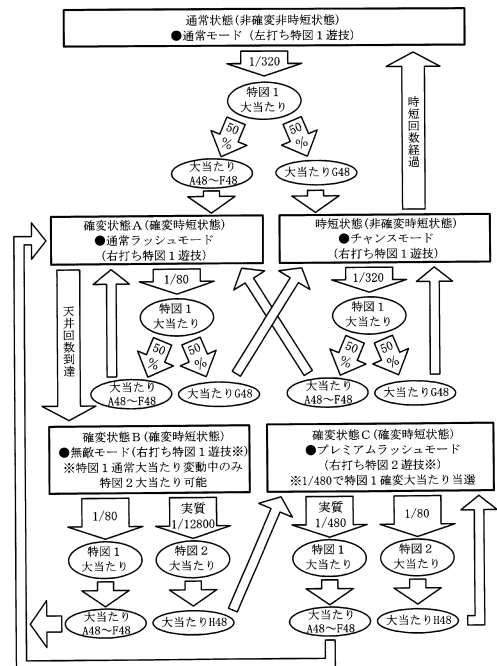 通常状態(非確変非時短状態)
●通常モード(左打ち特図1遊技)
1/320
特図1
大当たり
50%
50%
時短回数経過
大当たり
A48～F48
大当たりG48
確変状態A(確変時短状態)
●通常ラッシュモード
(右打ち特図1遊技)
時短状態(非確変時短状態)
●チャンスモード
(右打ち特図1遊技)
1/80
1/320
特図1
大当たり
特図1
大当たり
天井回数到達
50%
50%
50%
50%
大当たり
A48～F48
大当たりG48
大当たり
A48～F48
大当たりG48
確変状態B(確変時短状態)
●無敵モード(右打ち特図1遊技※)
※特図1通常大当たり変動中のみ
特図2大当たり可能
確変状態C(確変時短状態)
●プレミアムラッシュモード
(右打ち特図2遊技※)
※1/480で特図1確変大当たり当選
1/80
実質
1/12800
実質
1/480
1/80
特図1
大当たり
特図2
大当たり
特図1
大当たり
特図2
大当たり
大当たり
A48～F48
大当たりH48
大当たり
A48～F48
大当たりH48